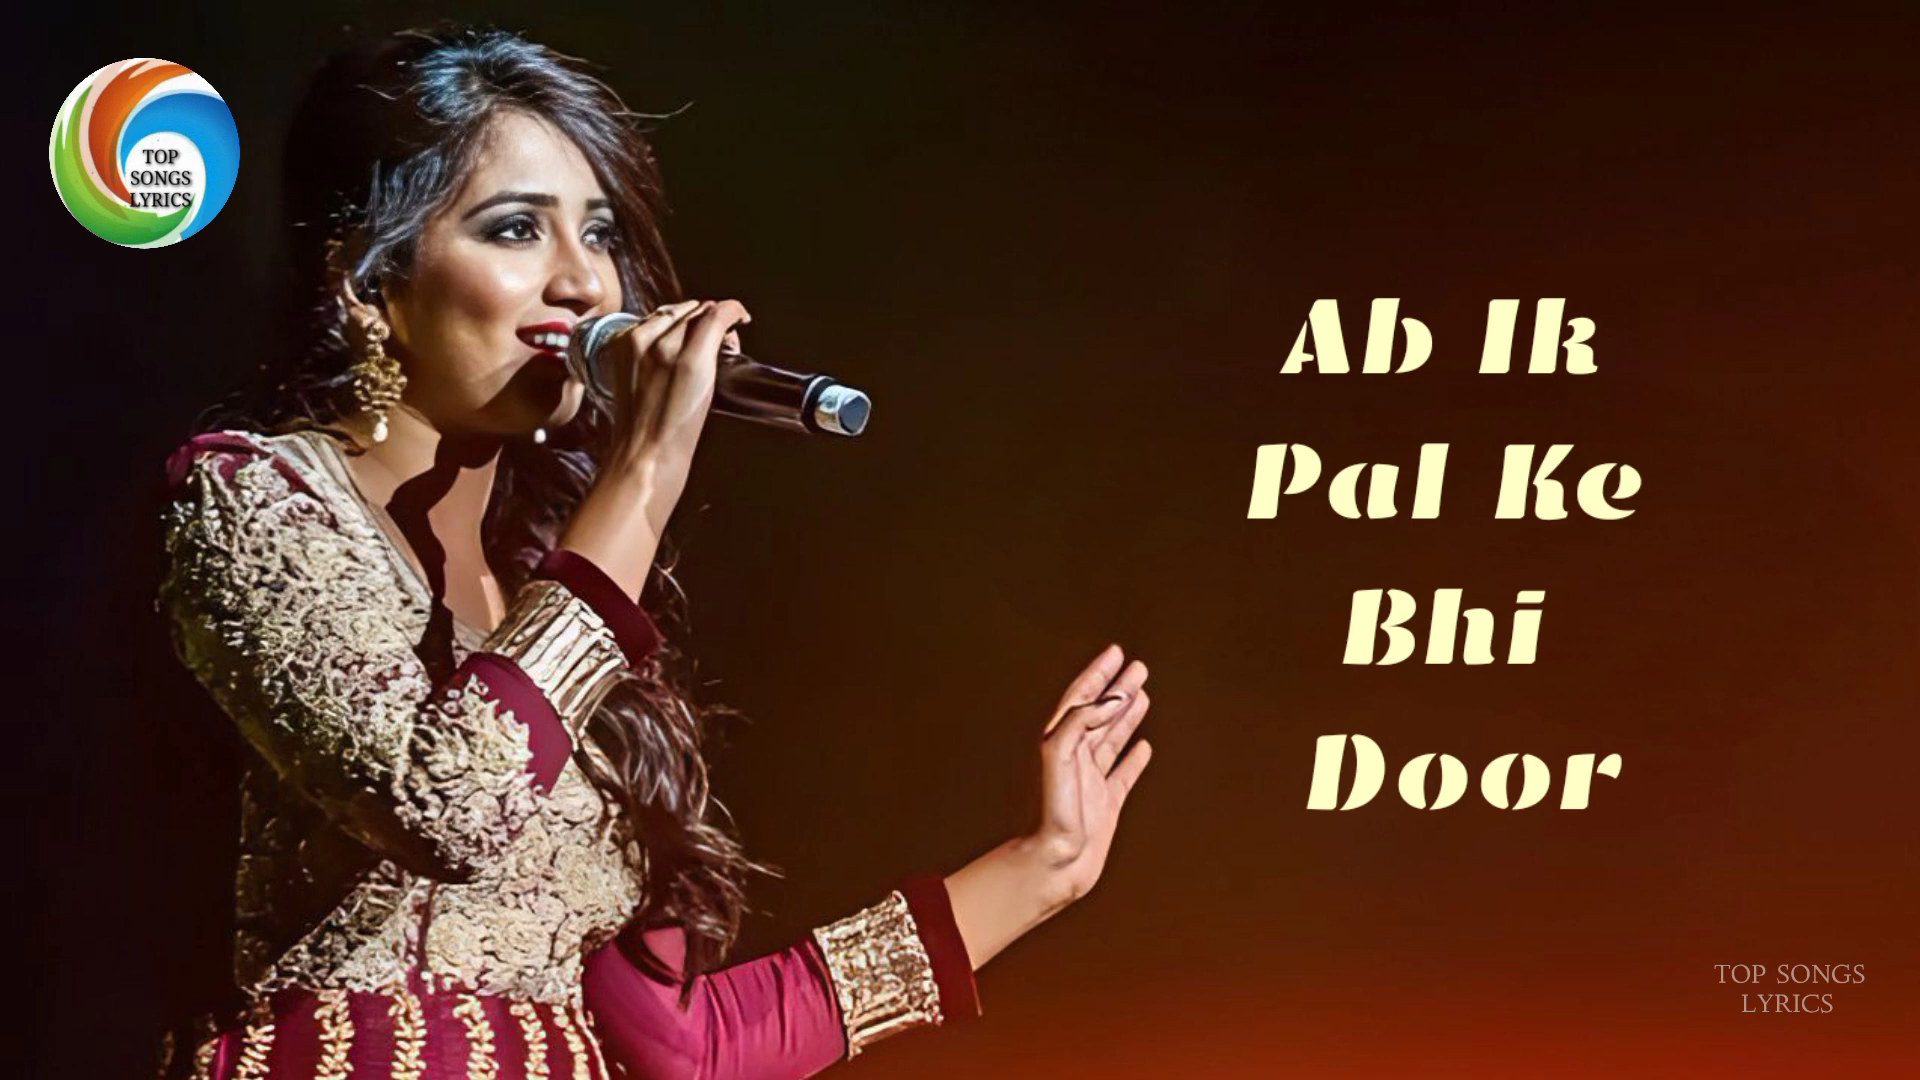 TOP
SONGS
LYRICS
Ab Ik
Pal Ke
Bhi
Door
TOP SONGS
LYRICS